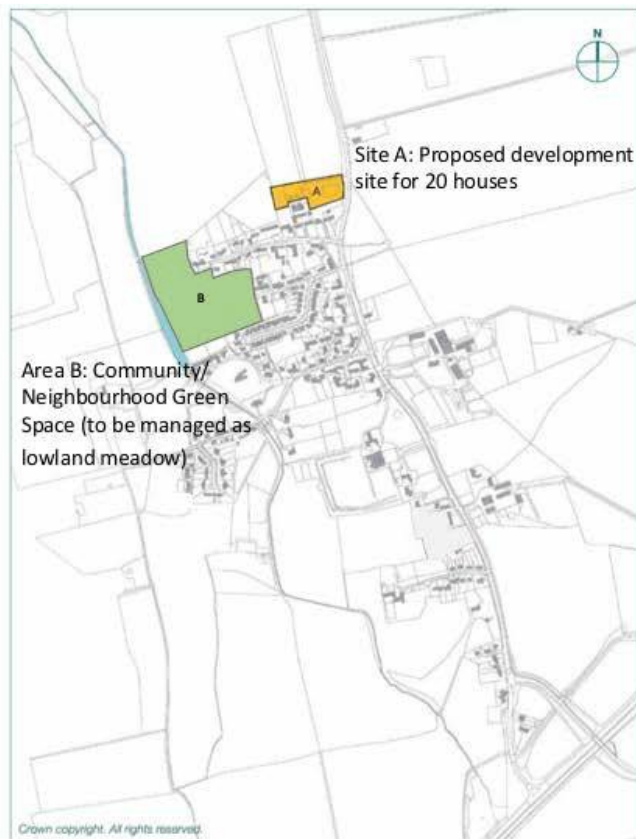 N
Site A: Proposed development
site for 20 houses
A
B
Area B: Community/
Neighbourhood Green
Space (to be managed as
lowland meadow)
Crown copyright. All rights reserved.